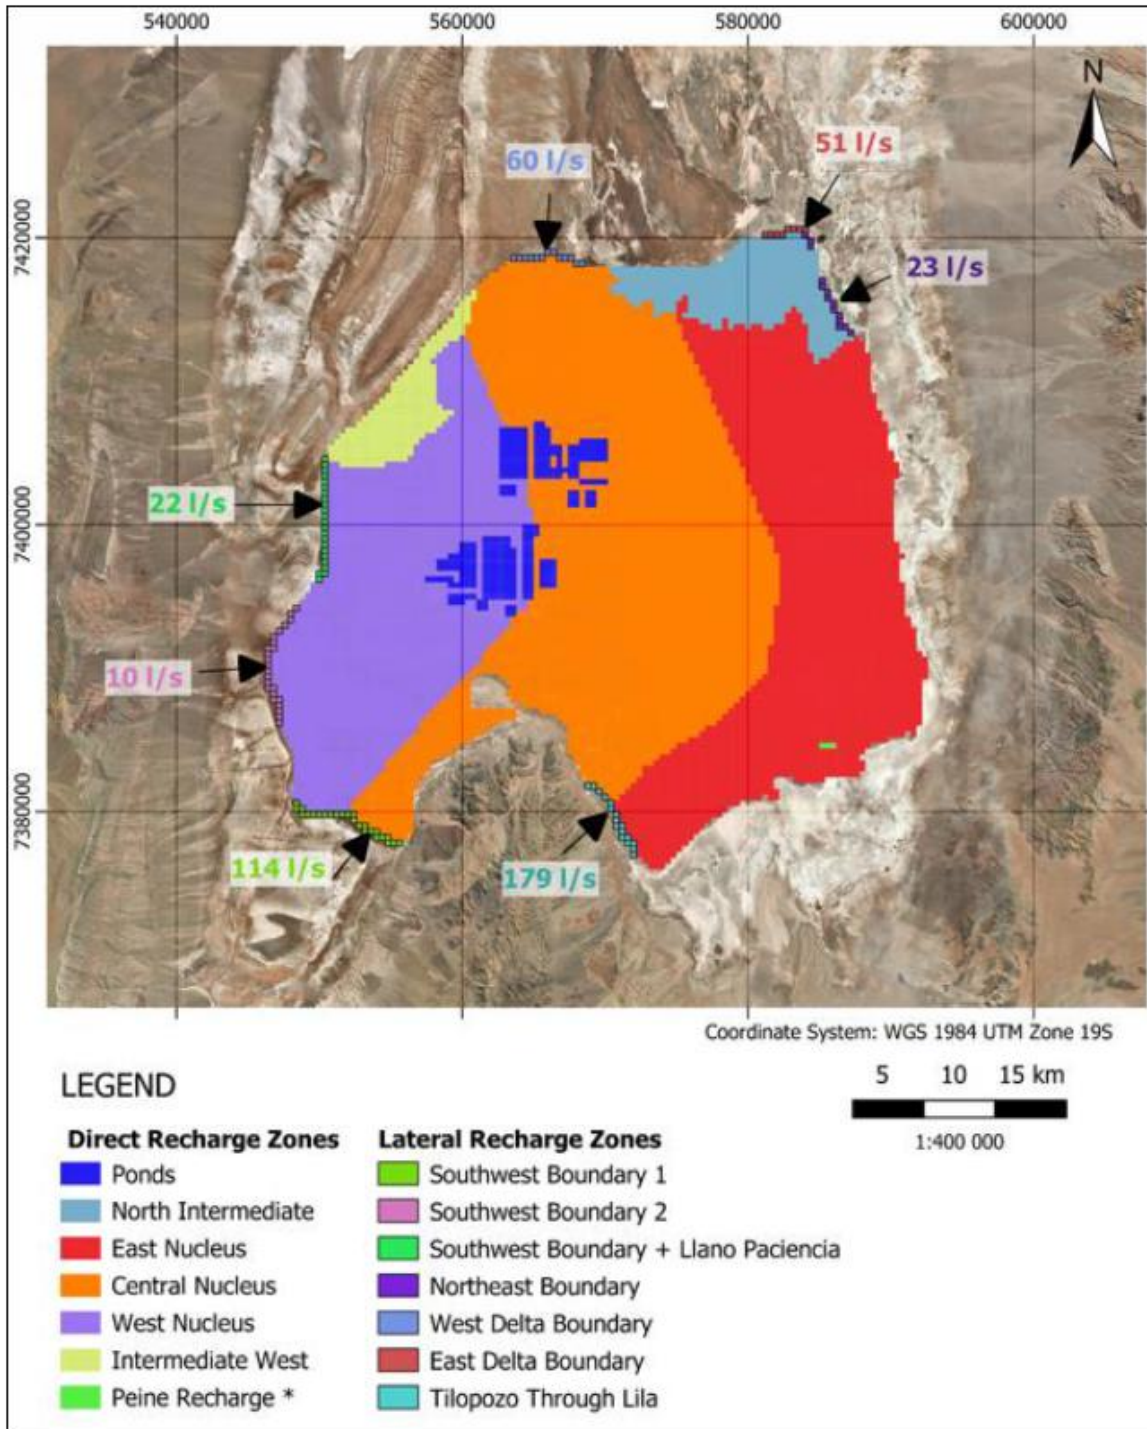 540000 560000 580000 600000
N
51 l/s
60 l/s
7420000
23 l/s
22 l/s
7400000
10 l/s
7380000
114 l/s
179 l/s
Coordinate System: WGS 1984 UTM Zone 19S
LEGEND
5 10 15 km
1:400 000
Direct Recharge Zones
Ponds
North Intermediate
East Nucleus
Central Nucleus
West Nucleus
Intermediate West
Peine Recharge *
Lateral Recharge Zones
Southwest Boundary 1
Southwest Boundary 2
Southwest Boundary + Llano Paciencia
Northeast Boundary
West Delta Boundary
East Delta Boundary
Tilopozo Through Lila